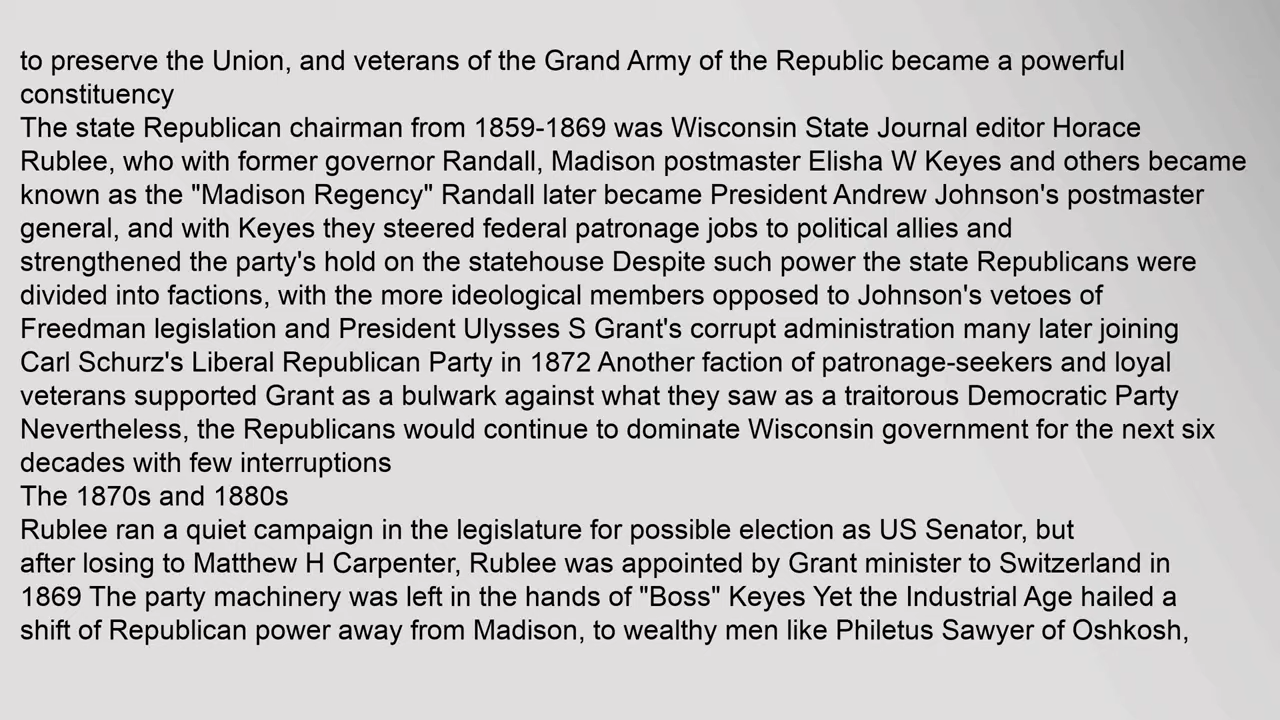 to preserve the Union, and veterans of the Grand Army of the Republic became a powerful
constituency
The state Republican chairman from 1859-1869 was Wisconsin State Journal editor Horace
Rublee, who with former governor Randall, Madison postmaster Elisha W Keyes and others became
known as the "Madison Regency" Randall later became President Andrew Johnson's postmaster
general, and with Keyes they steered federal patronage jobs to political allies and
strengthened the party's hold on the statehouse Despite such power the state Republicans were
divided into factions, with the more ideological members opposed to Johnson's vetoes of
Freedman legislation and President Ulysses S Grant's corrupt administration many later joining
Carl Schurz's Liberal Republican Party in 1872 Another faction of patronage-seekers and loyal
veterans supported Grant as a bulwark against what they saw as a traitorous Democratic Party
Nevertheless, the Republicans would continue to dominate Wisconsin government for the next six
decades with few interruptions
The 1870s and 1880s
Rublee ran a quiet campaign in the legislature for possible election as US Senator, but
after losing to Matthew H Carpenter, Rublee was appointed by Grant minister to Switzerland in
1869 The party machinery was left in the hands of "Boss" Keyes Yet the Industrial Age hailed a
shift of Republican power away from Madison, to wealthy men like Philetus Sawyer of Oshkosh,